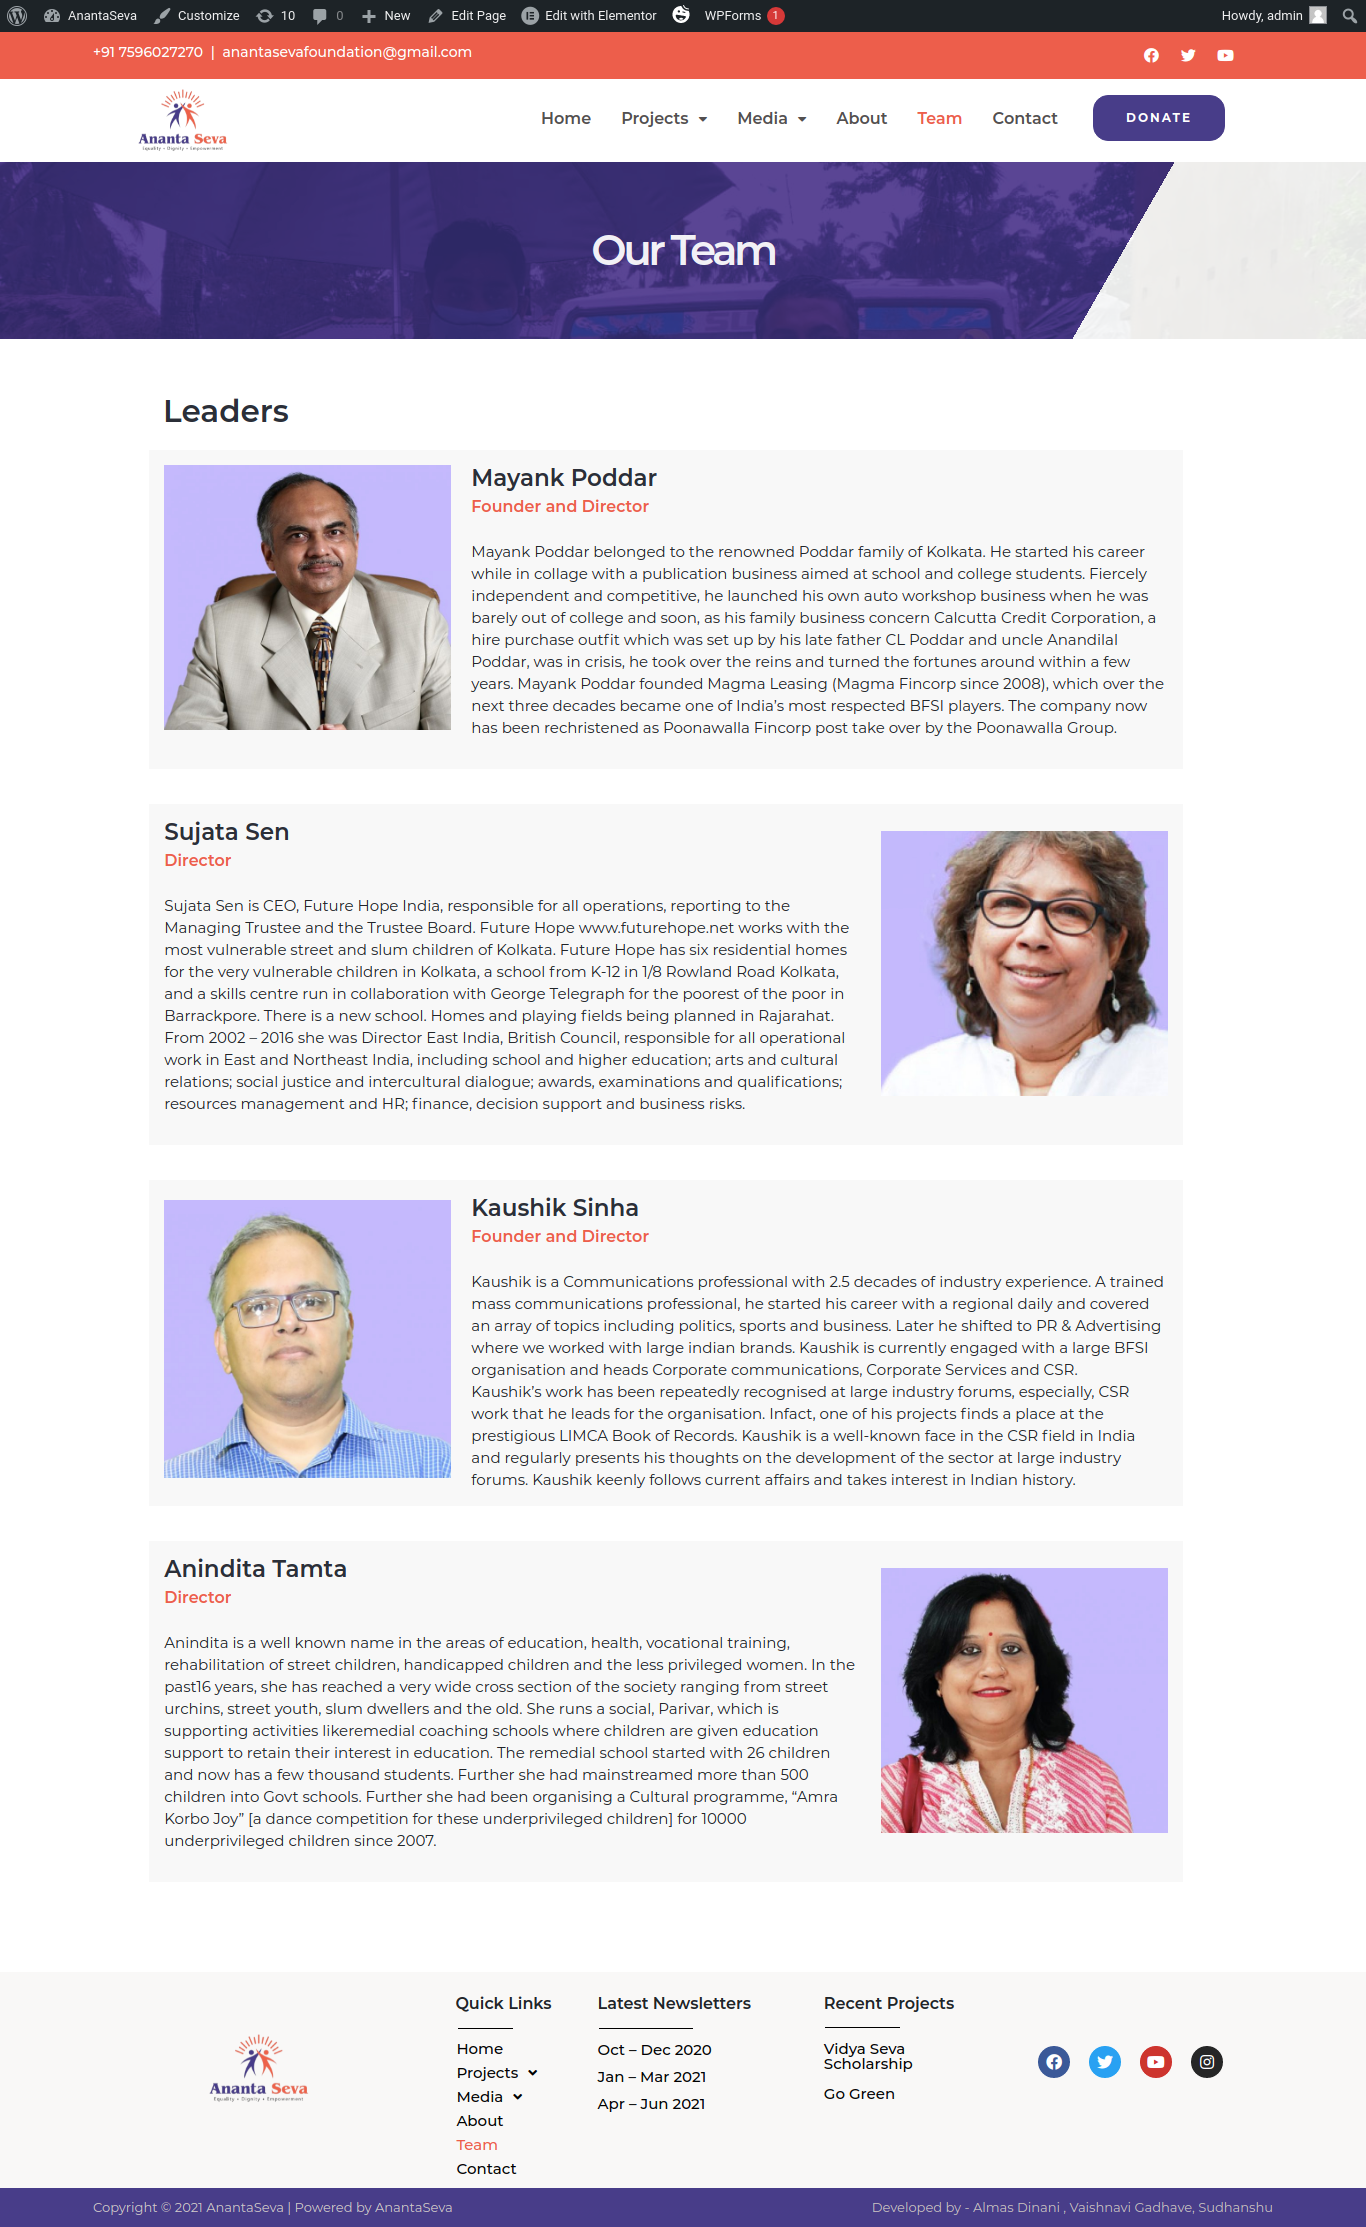 AnantaSeva Customize 10 0 New Edit Page Edit with Elementor WPForms 1 Howdy, admin
+91 7596027270 | anantasevafoundation@gmail.com
Ananta Seva
Equality • Dignity • Empowerment
Home Projects Media About Team Contact DONATE
Our Team
Leaders
Mayank Poddar
Founder and Director
Mayank Poddar belonged to the renowned Poddar family of Kolkata. He started his career
while in collage with a publication business aimed at school and college students. Fiercely
independent and competitive, he launched his own auto workshop business when he was
barely out of college and soon, as his family business concern Calcutta Credit Corporation, a
hire purchase outfit which was set up by his late father CL Poddar and uncle Anandilal
Poddar, was in crisis, he took over the reins and turned the fortunes around within a few
years. Mayank Poddar founded Magma Leasing (Magma Fincorp since 2008), which over the
next three decades became one of India’s most respected BFSI players. The company now
has been rechristened as Poonawalla Fincorp post take over by the Poonawalla Group.
Sujata Sen
Director
Sujata Sen is CEO, Future Hope India, responsible for all operations, reporting to the
Managing Trustee and the Trustee Board. Future Hope www.futurehope.net works with the
most vulnerable street and slum children of Kolkata. Future Hope has six residential homes
for the very vulnerable children in Kolkata, a school from K-12 in 1/8 Rowland Road Kolkata,
and a skills centre run in collaboration with George Telegraph for the poorest of the poor in
Barrackpore. There is a new school. Homes and playing fields being planned in Rajarahat.
From 2002 – 2016 she was Director East India, British Council, responsible for all operational
work in East and Northeast India, including school and higher education; arts and cultural
relations; social justice and intercultural dialogue; awards, examinations and qualifications;
resources management and HR; finance, decision support and business risks.
Kaushik Sinha
Founder and Director
Kaushik is a Communications professional with 2.5 decades of industry experience. A trained
mass communications professional, he started his career with a regional daily and covered
an array of topics including politics, sports and business. Later he shifted to PR & Advertising
where we worked with large indian brands. Kaushik is currently engaged with a large BFSI
organisation and heads Corporate communications, Corporate Services and CSR.
Kaushik’s work has been repeatedly recognised at large industry forums, especially, CSR
work that he leads for the organisation. Infact, one of his projects finds a place at the
prestigious LIMCA Book of Records. Kaushik is a well-known face in the CSR field in India
and regularly presents his thoughts on the development of the sector at large industry
forums. Kaushik keenly follows current affairs and takes interest in Indian history.
Anindita Tamta
Director
Anindita is a well known name in the areas of education, health, vocational training,
rehabilitation of street children, handicapped children and the less privileged women. In the
past16 years, she has reached a very wide cross section of the society ranging from street
urchins, street youth, slum dwellers and the old. She runs a social, Parivar, which is
supporting activities likeremedial coaching schools where children are given education
support to retain their interest in education. The remedial school started with 26 children
and now has a few thousand students. Further she had mainstreamed more than 500
children into Govt schools. Further she had been organising a Cultural programme, “Amra
Korbo Joy” [a dance competition for these underprivileged children] for 10000
underprivileged children since 2007.
Ananta Seva
Equality • Dignity • Empowerment
Quick Links
Home
Projects
Media
About
Team
Contact
Latest Newsletters
Oct – Dec 2020
Jan – Mar 2021
Apr – Jun 2021
Recent Projects
Vidya Seva
Scholarship
Go Green
Copyright © 2021 AnantaSeva | Powered by AnantaSeva
Developed by - Almas Dinani , Vaishnavi Gadhave, Sudhanshu